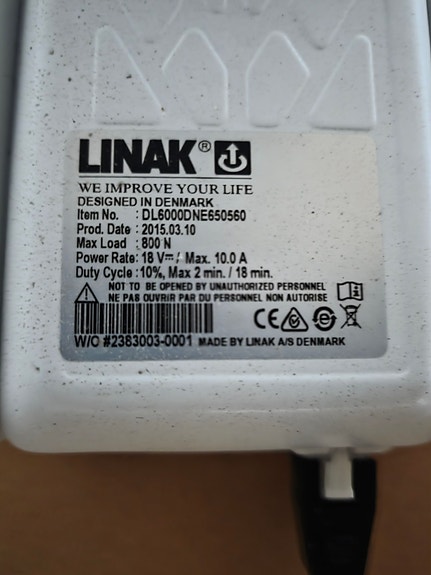 LINAK®
WE IMPROVE YOUR LIFE
DESIGNED IN DENMARK
Item No. : DL6000DNE650560
Prod. Date : 2015.03.10
Max Load : 800 N
Power Rate: 18 V⎓ / Max. 10.0 A
Duty Cycle : 10%, Max 2 min. / 18 min.
NOT TO BE OPENED BY UNAUTHORIZED PERSONNEL
NE PAS OUVRIR PAR DU PERSONNEL NON AUTORISE
CE
W/O #2383003-0001 MADE BY LINAK A/S DENMARK